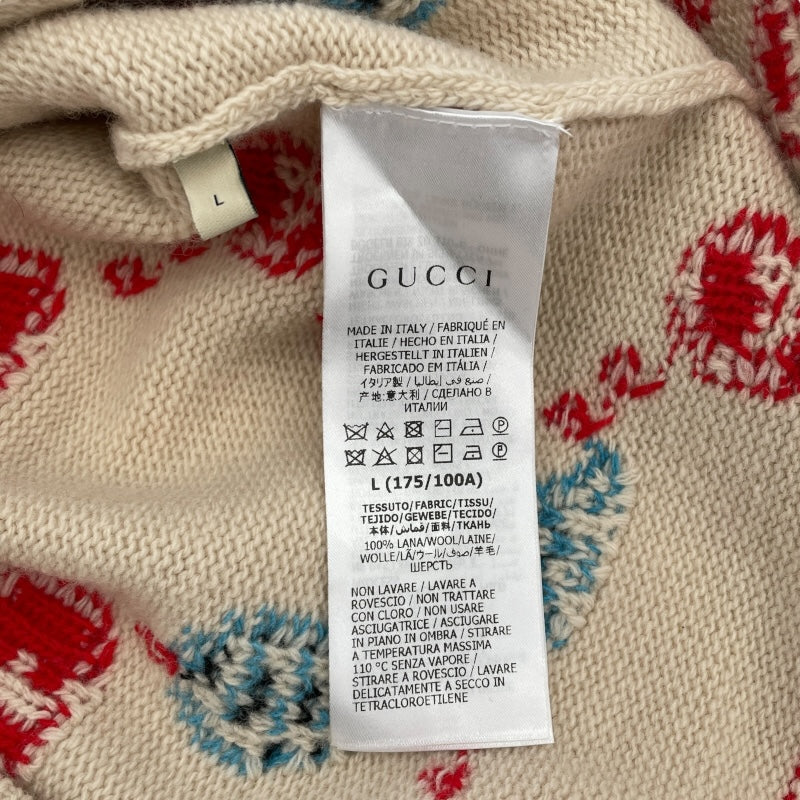 L
GUCCI
MADE IN ITALY / FABRIQUÉ EN
ITALIE / HECHO EN ITALIA /
HERGESTELLT IN ITALIEN /
FABRICADO EM ITÁLIA /
イタリア製 / صنع في إيطاليا /
产地:意大利 / СДЕЛАНО В
ИТАЛИИ
L (175/100A)
TESSUTO/FABRIC/TISSU/
TEJIDO/GEWEBE/TECIDO/
本体/قماش/面料/ТКАНЬ
100% LANA/WOOL/LAINE/
WOLLE/LÃ/ウール/صوف/羊毛/
ШЕРСТЬ
NON LAVARE / LAVARE A
ROVESCIO / NON TRATTARE
CON CLORO / NON USARE
ASCIUGATRICE / ASCIUGARE
IN PIANO IN OMBRA / STIRARE
A TEMPERATURA MASSIMA
110 °C SENZA VAPORE /
STIRARE A ROVESCIO / LAVARE
DELICATAMENTE A SECCO IN
TETRACLOROETILENE